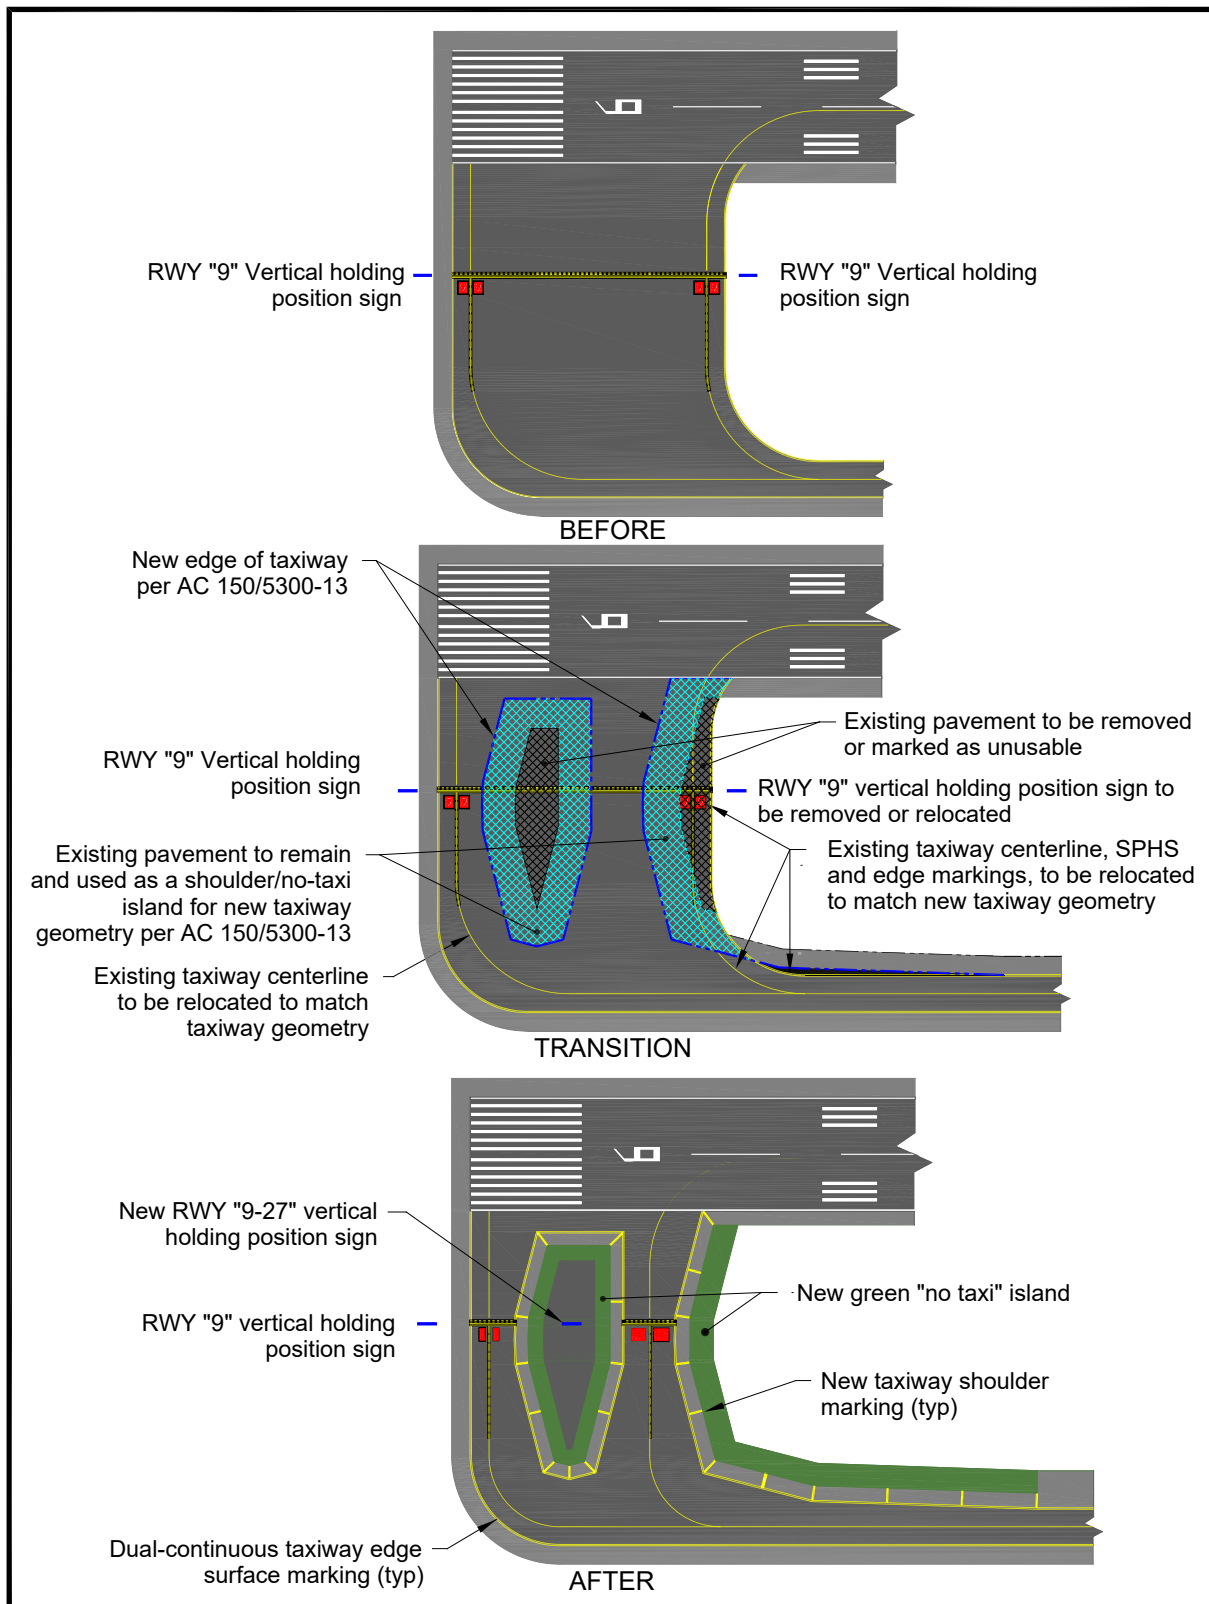 9
RWY "9" Vertical holding
position sign
RWY "9" Vertical holding
position sign
BEFORE
New edge of taxiway
per AC 150/5300-13
9
Existing pavement to be removed
or marked as unusable
RWY "9" Vertical holding
position sign
RWY "9" vertical holding position sign to
be removed or relocated
Existing pavement to remain
and used as a shoulder/no-taxi
island for new taxiway
geometry per AC 150/5300-13
Existing taxiway centerline, SPHS
and edge markings, to be relocated
to match new taxiway geometry
Existing taxiway centerline
to be relocated to match
taxiway geometry
TRANSITION
9
New RWY "9-27" vertical
holding position sign
New green "no taxi" island
RWY "9" vertical holding
position sign
New taxiway shoulder
marking (typ)
Dual-continuous taxiway edge
surface marking (typ)
AFTER